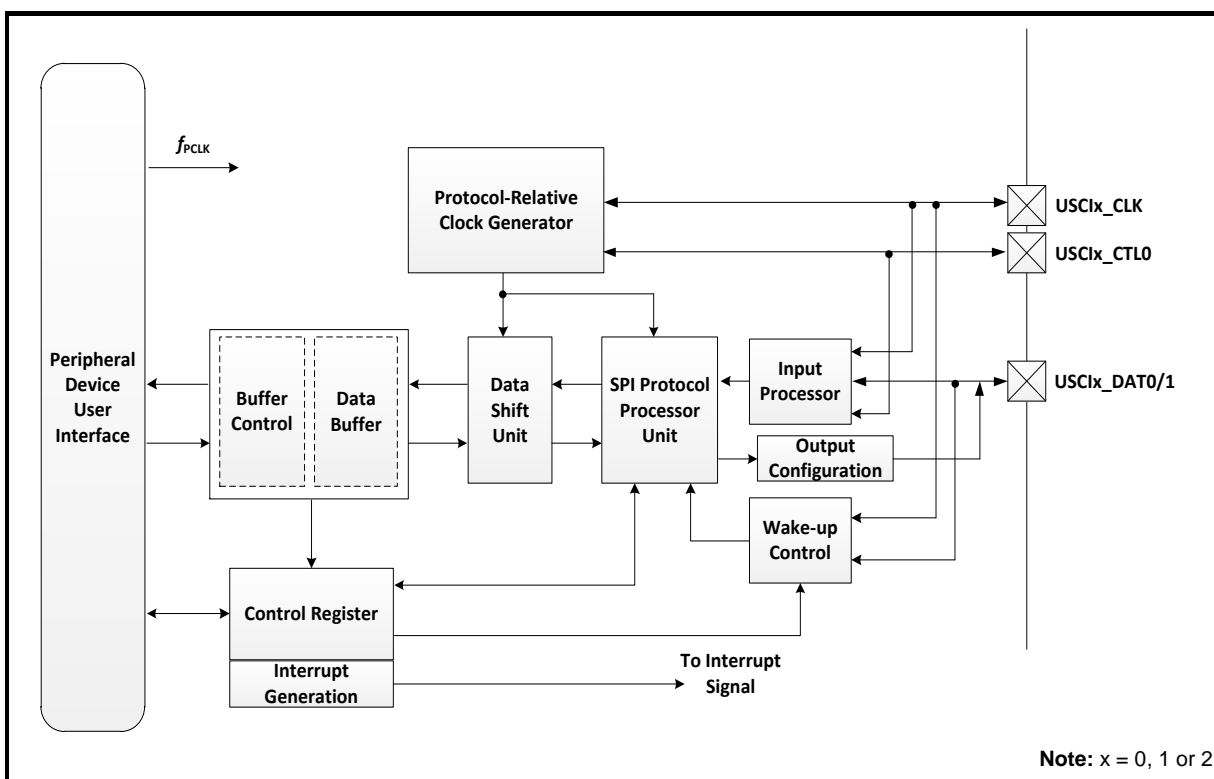 fPCLK
Protocol-Relative
Clock Generator
USCIx_CLK
USCIx_CTL0
Peripheral
Device
User
Interface
Buffer
Control
Data
Buffer
Data
Shift
Unit
SPI Protocol
Processor
Unit
Input
Processor
USCIx_DAT0/1
Output
Configuration
Wake-up
Control
Control Register
Interrupt
Generation
To Interrupt
Signal
Note: x = 0, 1 or 2